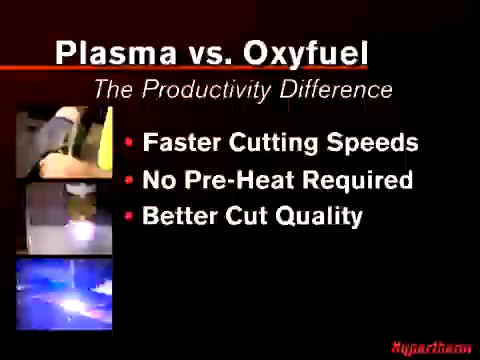 Plasma vs. Oxyfuel
The Productivity Difference
• Faster Cutting Speeds
• No Pre-Heat Required
• Better Cut Quality
Hypertherm